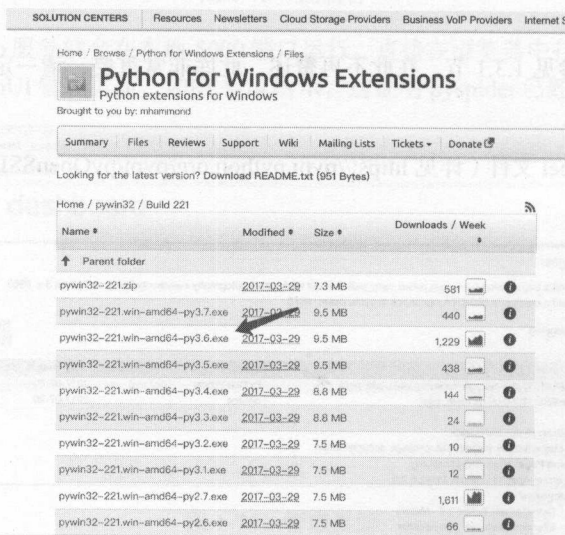 SOLUTION CENTERS Resources Newsletters Cloud Storage Providers Business VoIP Providers Internet S
Home / Browse / Python for Windows Extensions / Files
Python for Windows Extensions
Python extensions for Windows
Brought to you by: mhammond
Summary Files Reviews Support Wiki Mailing Lists Tickets Donate
Looking for the latest version? Download README.txt (951 Bytes)
Home / pywin32 / Build 221
Name Modified Size Downloads / Week
Parent folder
pywin32-221.zip 2017-03-29 7.3 MB 581
pywin32-221.win-amd64-py3.7.exe 2017-03-29 9.5 MB 440
pywin32-221.win-amd64-py3.6.exe 2017-03-29 9.5 MB 1,229
pywin32-221.win-amd64-py3.5.exe 2017-03-29 9.5 MB 438
pywin32-221.win-amd64-py3.4.exe 2017-03-29 8.8 MB 144
pywin32-221.win-amd64-py3.3.exe 2017-03-29 8.8 MB 24
pywin32-221.win-amd64-py3.2.exe 2017-03-29 7.5 MB 10
pywin32-221.win-amd64-py3.1.exe 2017-03-29 7.5 MB 12
pywin32-221.win-amd64-py2.7.exe 2017-03-29 7.5 MB 1,611
pywin32-221.win-amd64-py2.6.exe 2017-03-29 7.5 MB 66